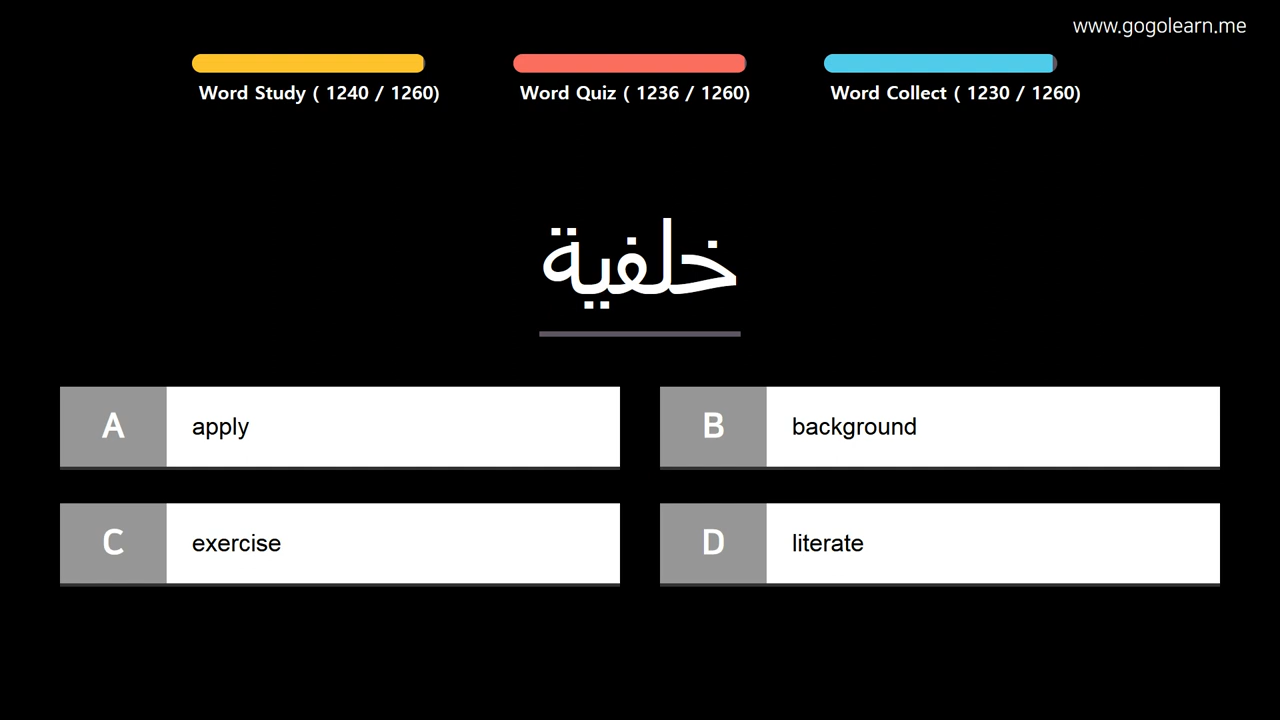 www.gogolearn.me
Word Study ( 1240 / 1260)
Word Quiz ( 1236 / 1260)
Word Collect ( 1230 / 1260)
خلفية
A apply
B background
C exercise
D literate